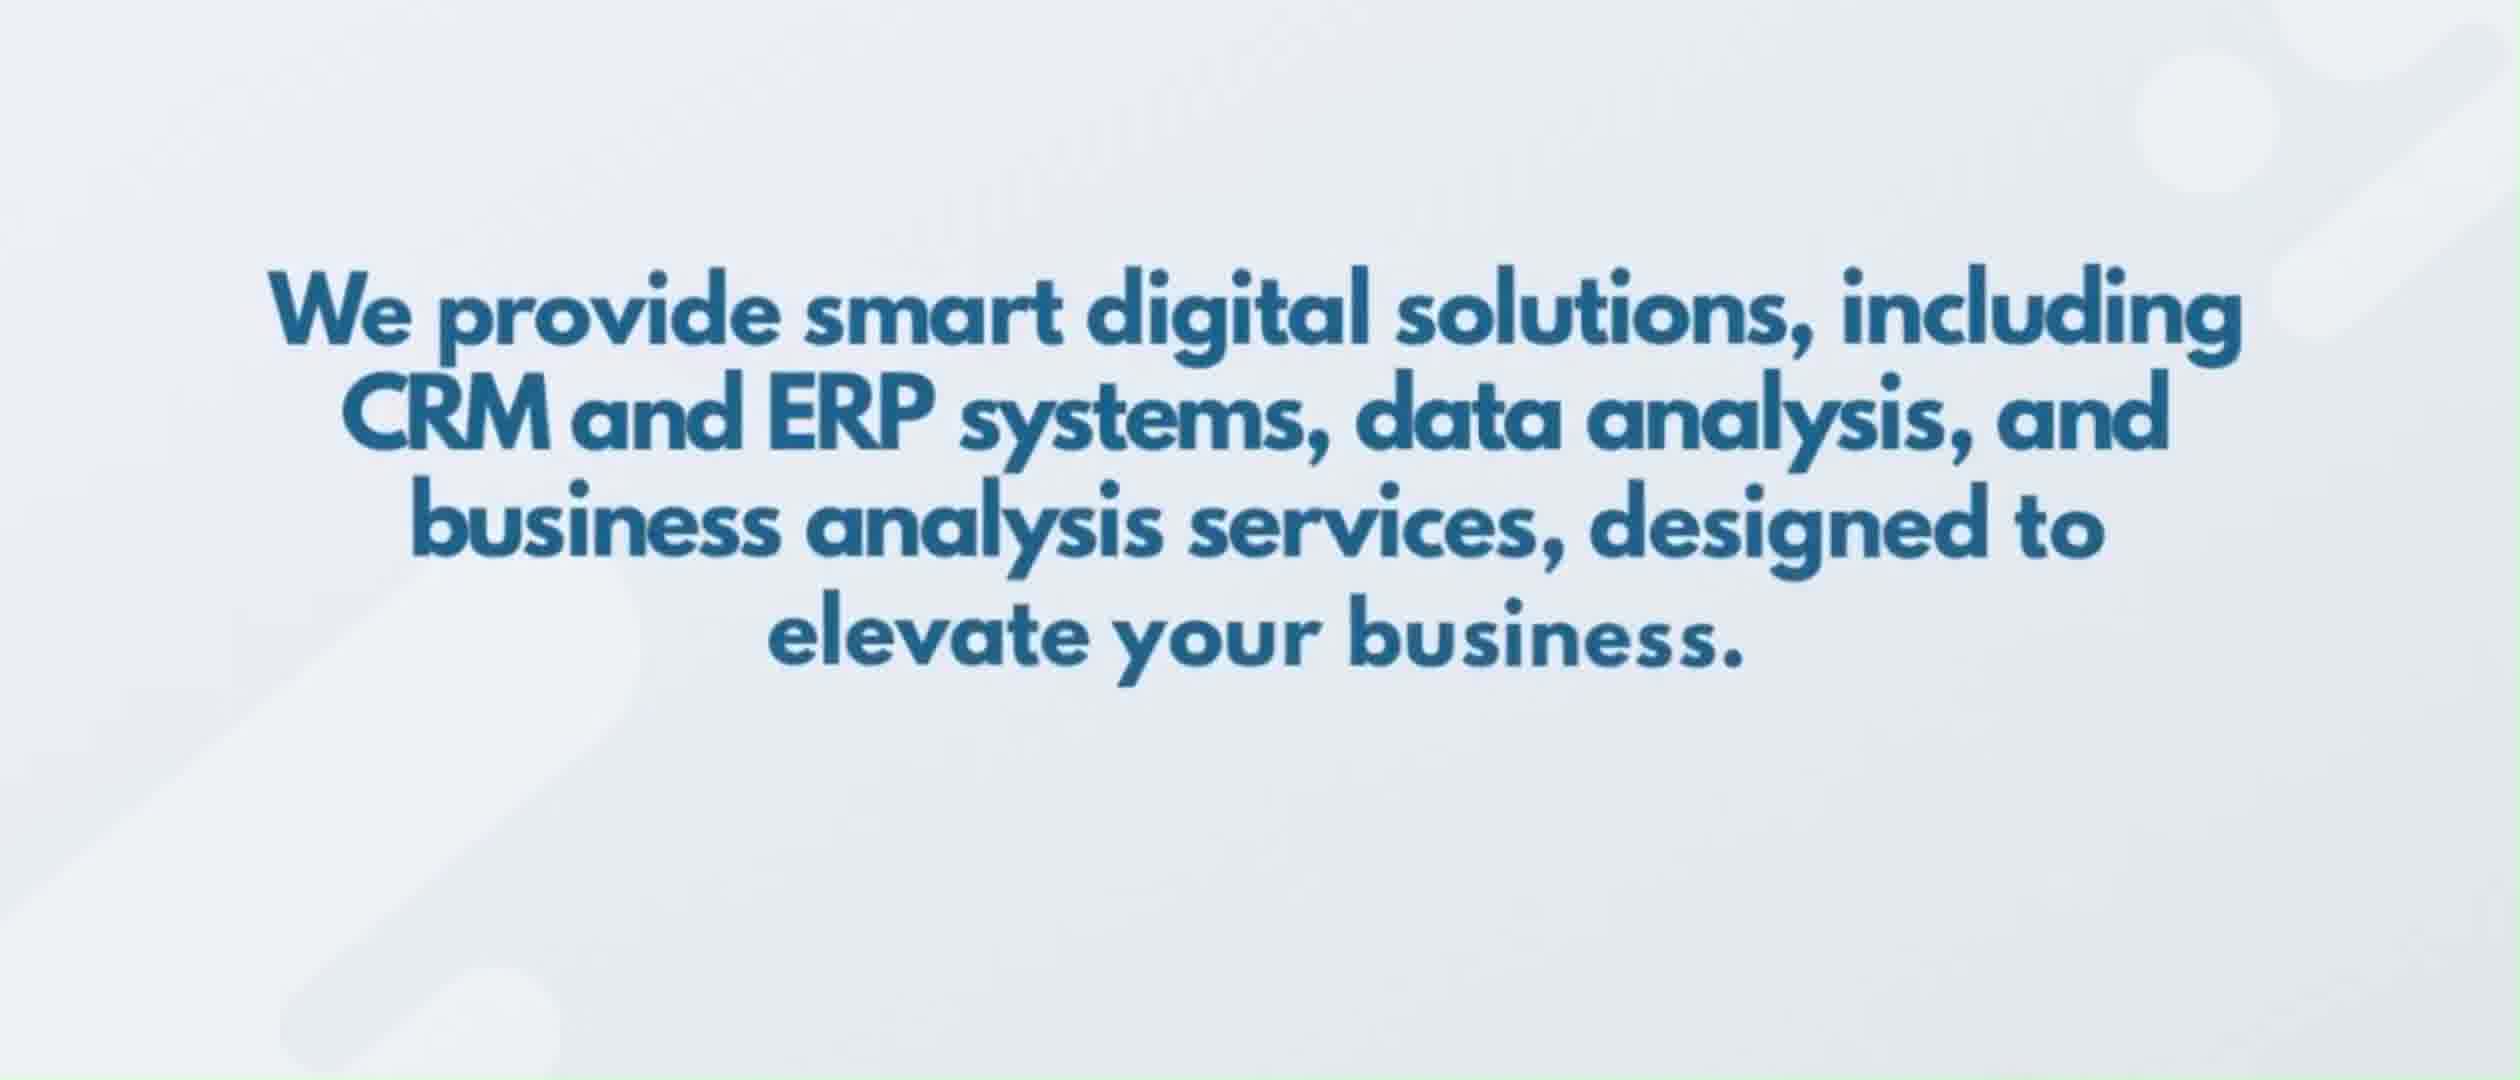 We provide smart digital solutions, including
CRM and ERP systems, data analysis, and
business analysis services, designed to
elevate your business.